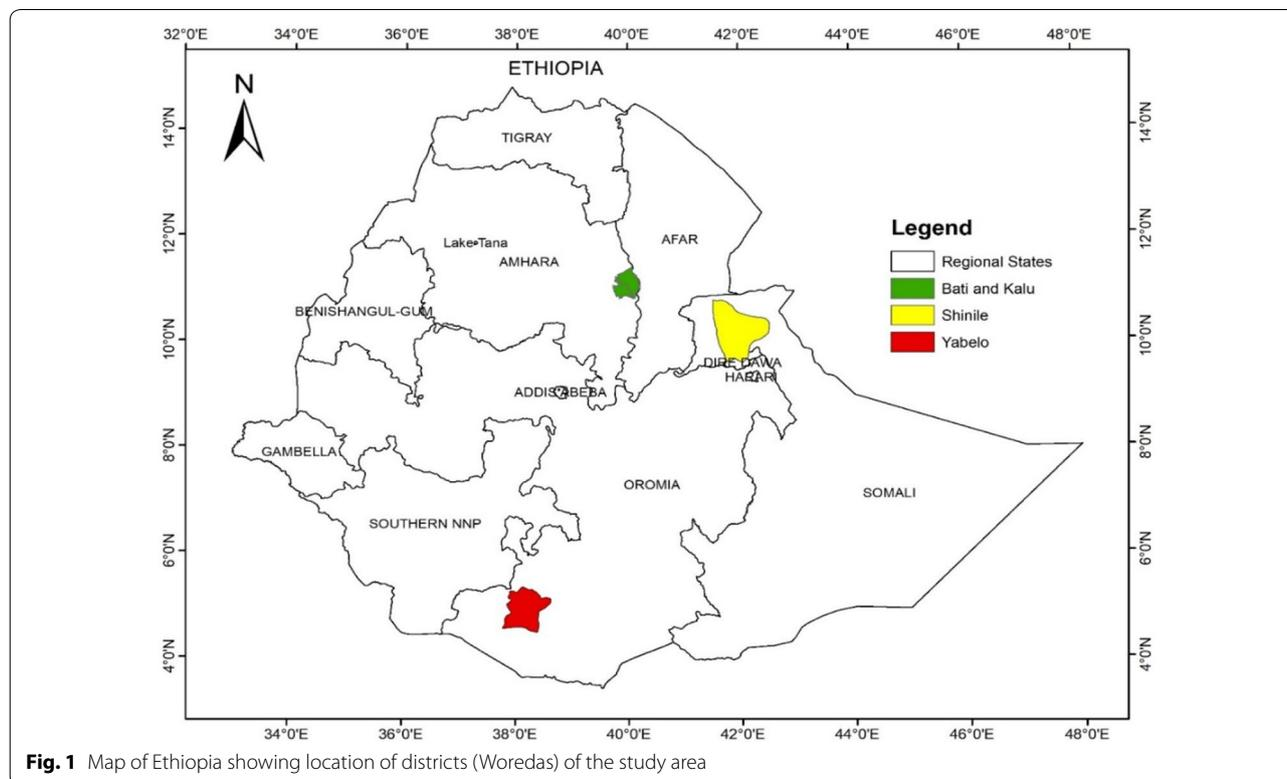 32°0'E 34°0'E 36°0'E 38°0'E 40°0'E 42°0'E 44°0'E 46°0'E 48°0'E
ETHIOPIA
N
14°0'N
14°0'N
TIGRAY
12°0'N
12°0'N
Legend
Lake Tana
AFAR
AMHARA
Regional States
Bati and Kalu
BENISHANGUL-GUM
Shinile
10°0'N
10°0'N
Yabelo
DIRE DAWA
HARARI
ADDIS ABEBA
8°0'N
8°0'N
GAMBELLA
OROMIA
SOMALI
SOUTHERN NNP
6°0'N
6°0'N
4°0'N
4°0'N
34°0'E 36°0'E 38°0'E 40°0'E 42°0'E 44°0'E 46°0'E 48°0'E
Fig. 1 Map of Ethiopia showing location of districts (Woredas) of the study area